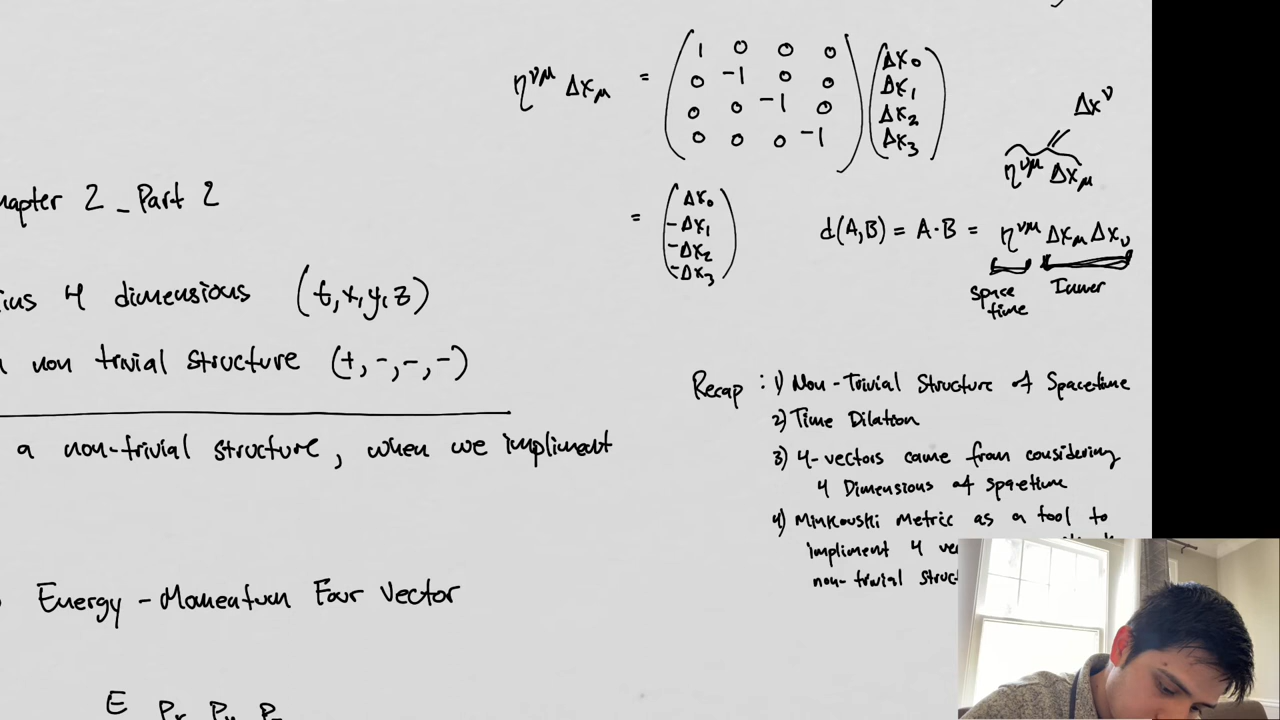 η^{νμ} Δx_μ = ( 1 0 0 0 ) ( Δx_0 )
( 0 -1 0 0 ) ( Δx_1 )
( 0 0 -1 0 ) ( Δx_2 )
( 0 0 0 -1 ) ( Δx_3 )
Δx^ν
=
η^{νμ} Δx_μ
= ( Δx_0 )
( -Δx_1 )
( -Δx_2 )
( -Δx_3 )
d(A,B) = A·B = η^{νμ} Δx_μ Δx_ν
space time
Inner
2 _ Part 2
4 dimensions (t,x,y,z)
non trivial structure (+,-,-,-)
a non-trivial structure, when we impliment
Recap : 1) Non-Trivial Structure of Spacetime
2) Time Dilation
3) 4-vectors came from considering
4 Dimensions of Spacetime
4) Minkowski Metric as a tool to
impliment 4
non-trivial
Energy - Momentum Four Vector
E P_x P_y P_z